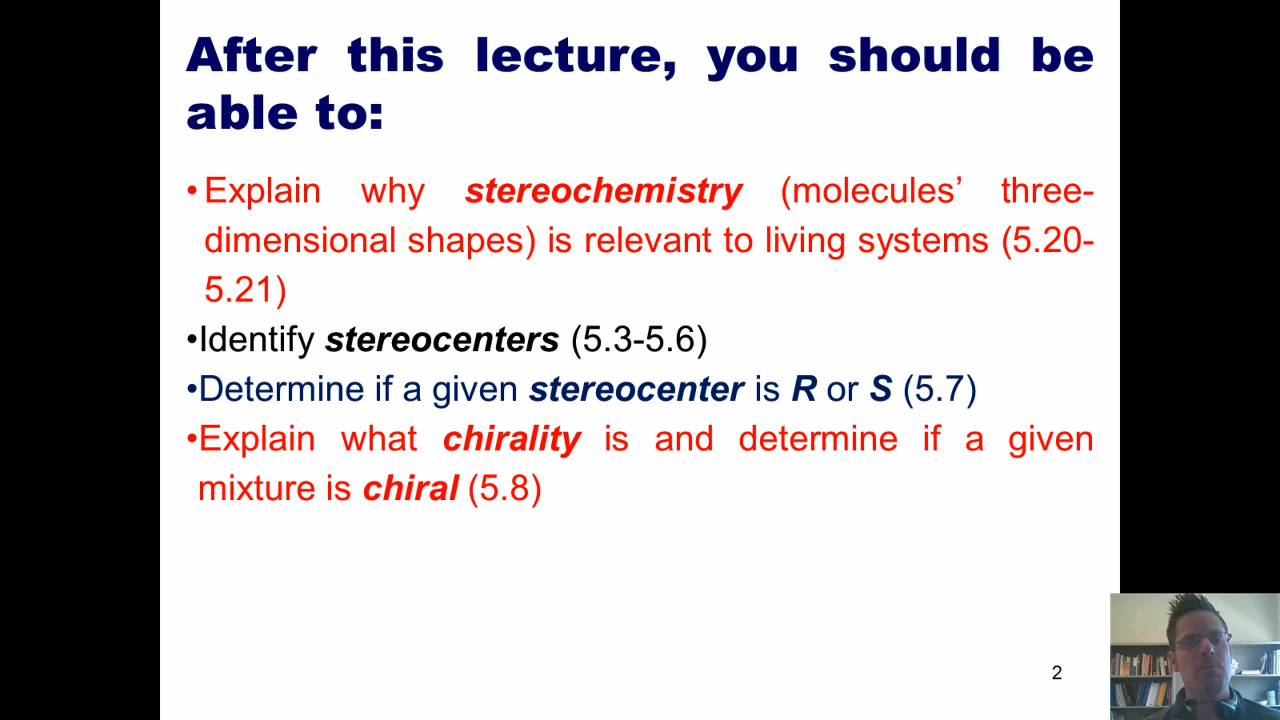 After this lecture, you should be
able to:
• Explain why stereochemistry (molecules’ three-
dimensional shapes) is relevant to living systems (5.20-
5.21)
•Identify stereocenters (5.3-5.6)
•Determine if a given stereocenter is R or S (5.7)
•Explain what chirality is and determine if a given
mixture is chiral (5.8)
2